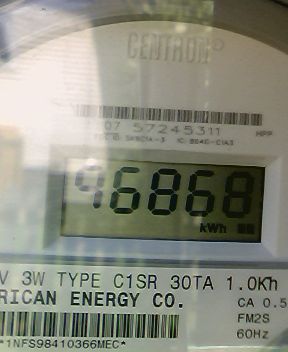 CENTRON®
07 57245311
HPP
96868
kWh
V 3W TYPE C1SR 30TA 1.0Kh
RICAN ENERGY CO.
CA 0.5
FM2S
60Hz
*1NFS98410366MEC*